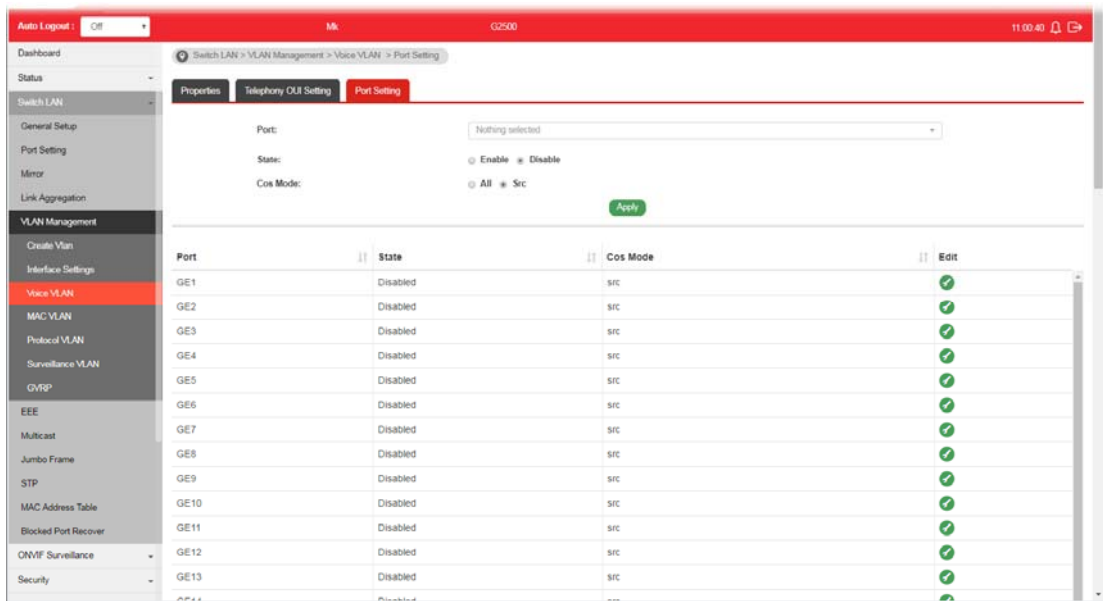 Auto Logout : Off Mk G2500 11:00:40
Dashboard
Status
Switch LAN
General Setup
Port Setting
Mirror
Link Aggregation
VLAN Management
Create Vlan
Interface Settings
Voice VLAN
MAC VLAN
Protocol VLAN
Surveillance VLAN
GVRP
EEE
Multicast
Jumbo Frame
STP
MAC Address Table
Blocked Port Recover
ONVIF Surveillance
Security
Switch LAN > VLAN Management > Voice VLAN > Port Setting
Properties Telephony OUI Setting Port Setting
Port: Nothing selected
State: Enable Disable
Cos Mode: All Src
Apply
Port State Cos Mode Edit
GE1 Disabled src
GE2 Disabled src
GE3 Disabled src
GE4 Disabled src
GE5 Disabled src
GE6 Disabled src
GE7 Disabled src
GE8 Disabled src
GE9 Disabled src
GE10 Disabled src
GE11 Disabled src
GE12 Disabled src
GE13 Disabled src